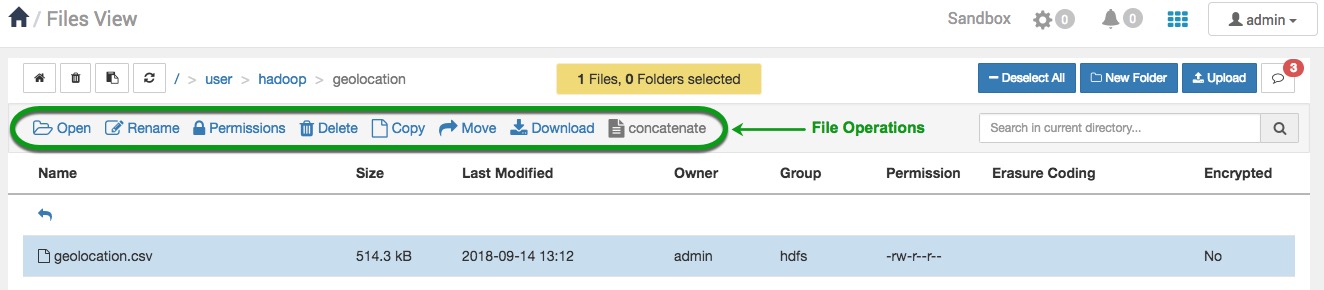 / Files View
Sandbox 0 0 admin
/ > user > hadoop > geolocation
1 Files, 0 Folders selected
Deselect All New Folder Upload 3
Open Rename Permissions Delete Copy Move Download concatenate
File Operations
Search in current directory...
Name Size Last Modified Owner Group Permission Erasure Coding Encrypted
geolocation.csv 514.3 kB 2018-09-14 13:12 admin hdfs -rw-r--r-- No